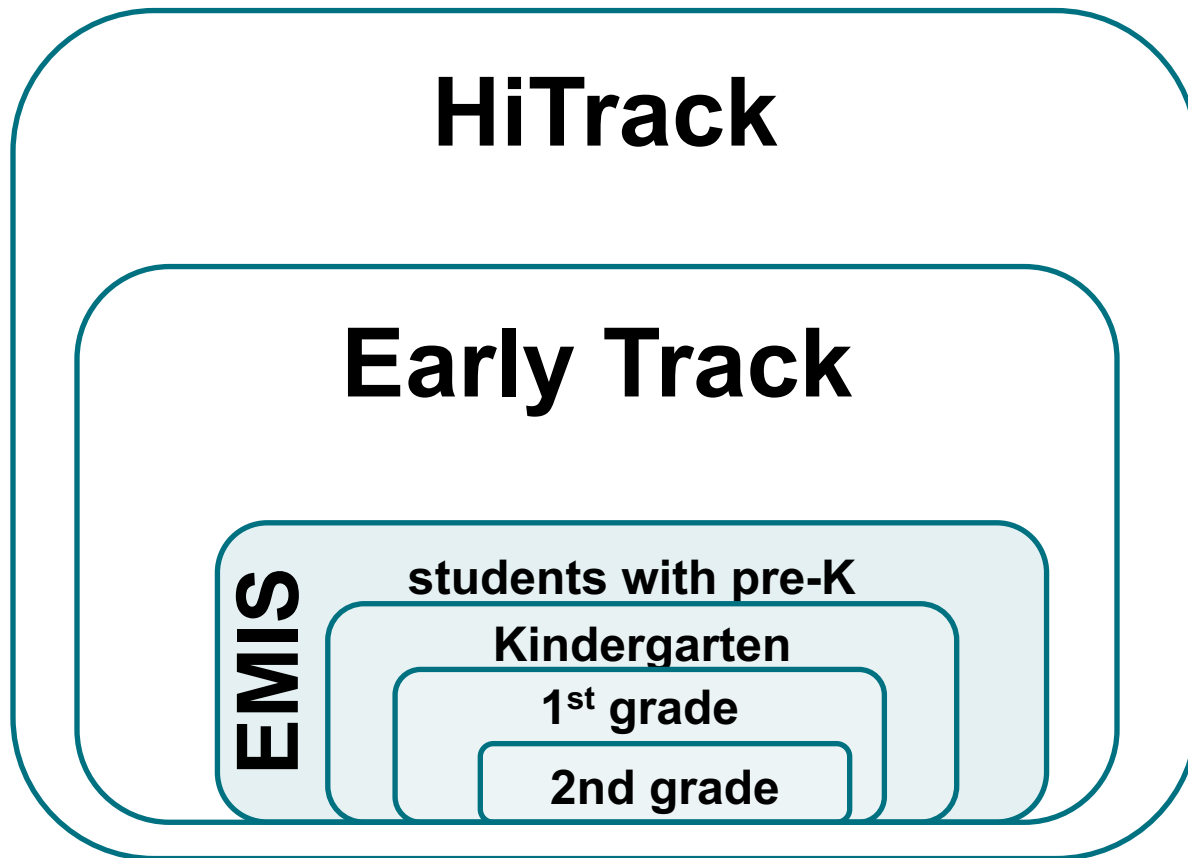 HiTrack
Early Track
EMIS
students with pre-K
Kindergarten
1st grade
2nd grade